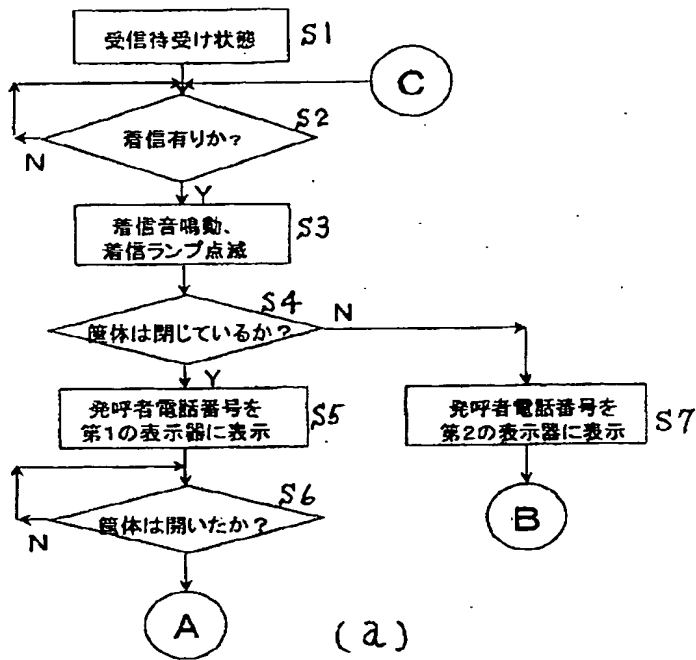 受信待受け状態
S1
C
着信有りか?
S2
N
Y
着信音鳴動、
着信ランプ点滅
S3
筐体は閉じているか?
S4
N
Y
発呼者電話番号を
第1の表示器に表示
S5
発呼者電話番号を
第2の表示器に表示
S7
筐体は開いたか?
S6
N
B
A
(a)